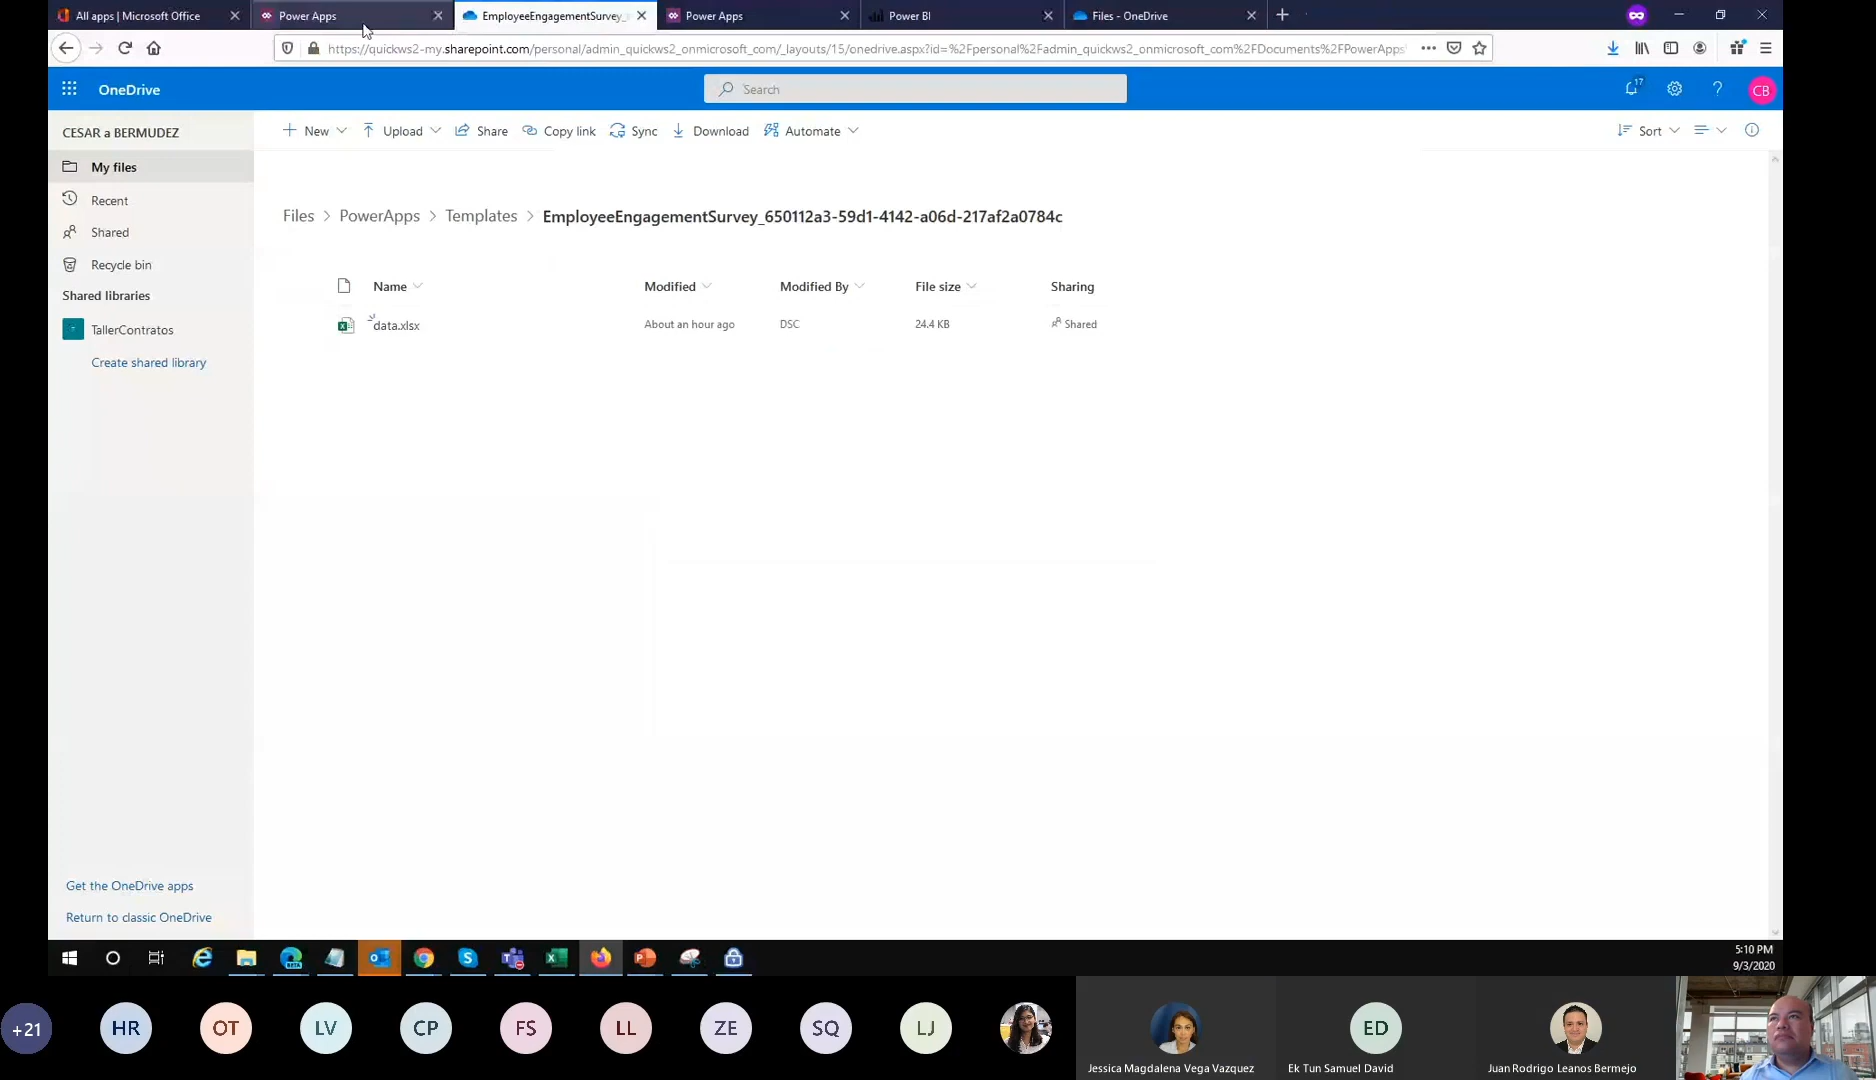 All apps | Microsoft Office
Power Apps
EmployeeEngagementSurvey_
Power Apps
Power BI
Files - OneDrive
https://quickws2-my.sharepoint.com/personal/admin_quickws2_onmicrosoft_com/_layouts/15/onedrive.aspx?id=%2Fpersonal%2Fadmin_quickws2_onmicrosoft_com%2FDocuments%2FPowerApps
OneDrive
Search
17
CB
CESAR a BERMUDEZ
New
Upload
Share
Copy link
Sync
Download
Automate
Sort
My files
Recent
Shared
Recycle bin
Shared libraries
TallerContratos
Create shared library
Files > PowerApps > Templates > EmployeeEngagementSurvey_650112a3-59d1-4142-a06d-217af2a0784c
Name
Modified
Modified By
File size
Sharing
data.xlsx
About an hour ago
DSC
24.4 KB
Shared
Get the OneDrive apps
Return to classic OneDrive
5:10 PM
9/3/2020
+21
HR
OT
LV
CP
FS
LL
ZE
SQ
LJ
ED
Jessica Magdalena Vega Vazquez
Ek Tun Samuel David
Juan Rodrigo Leanos Bermejo